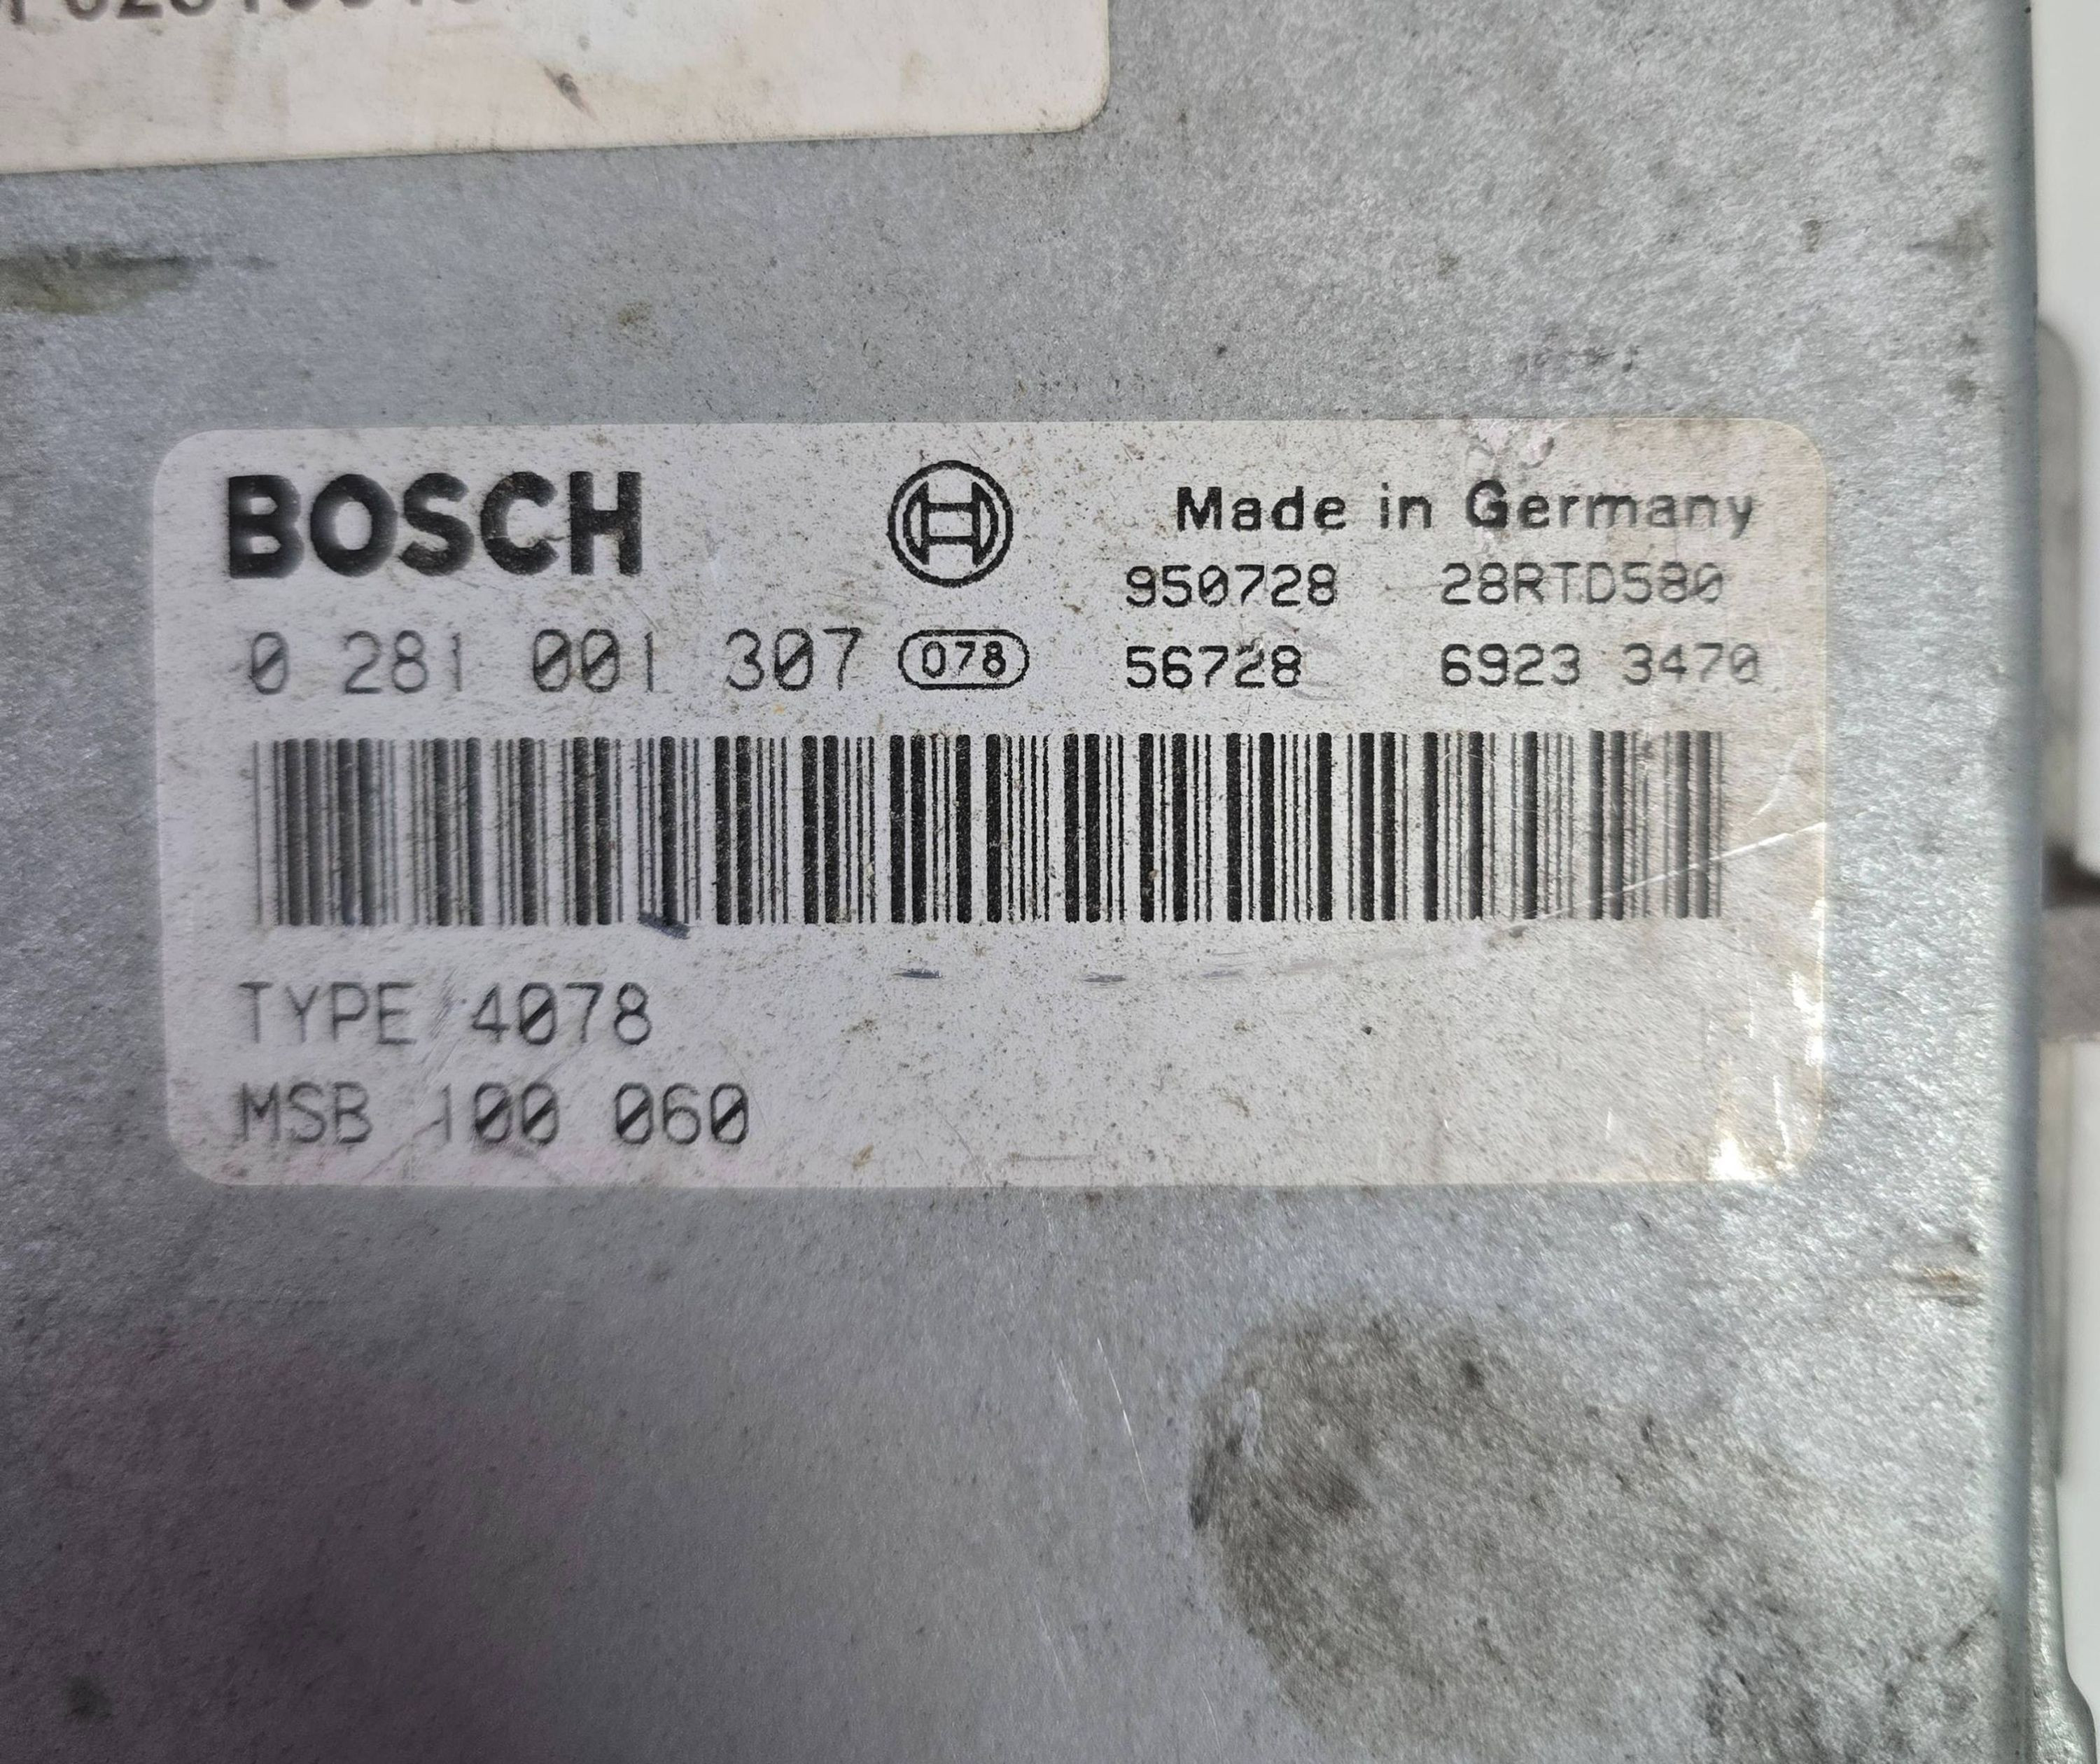 BOSCH
Made in Germany
950728 28RTD580
0 281 001 307 078 56728 6923 3470
TYPE 4078
MSB 100 060